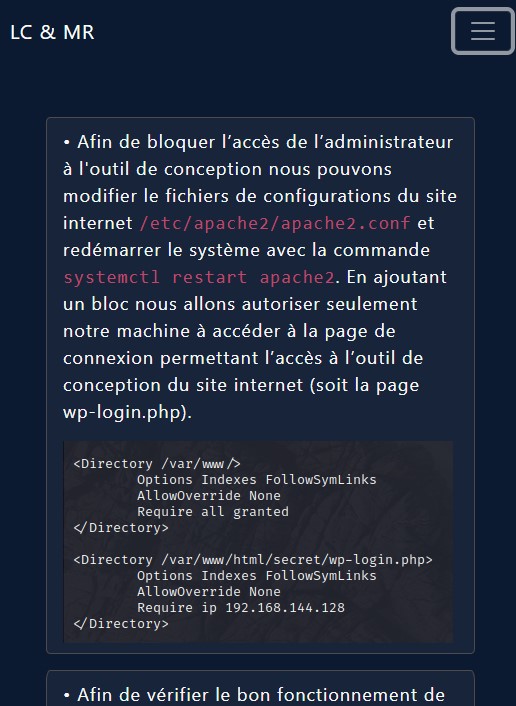 LC & MR
• Afin de bloquer l’accès de l’administrateur
à l'outil de conception nous pouvons
modifier le fichiers de configurations du site
internet /etc/apache2/apache2.conf et
redémarrer le système avec la commande
systemctl restart apache2. En ajoutant
un bloc nous allons autoriser seulement
notre machine à accéder à la page de
connexion permettant l’accès à l’outil de
conception du site internet (soit la page
wp-login.php).
<Directory /var/www/>
Options Indexes FollowSymLinks
AllowOverride None
Require all granted
</Directory>
<Directory /var/www/html/secret/wp-login.php>
Options Indexes FollowSymLinks
AllowOverride None
Require ip 192.168.144.128
</Directory>
• Afin de vérifier le bon fonctionnement de